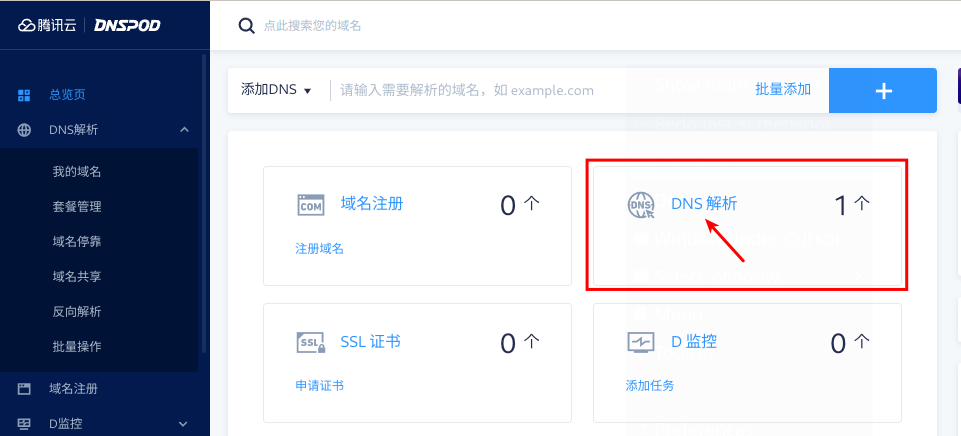 腾讯云 DNSPOD
点此搜索您的域名
总览页
DNS解析
我的域名
套餐管理
域名停靠
域名共享
反向解析
批量操作
域名注册
D监控
添加DNS
请输入需要解析的域名，如 example.com
批量添加
COM 域名注册 0 个
注册域名
DNS DNS 解析 1 个
SSL SSL 证书 0 个
申请证书
D 监控 0 个
添加任务